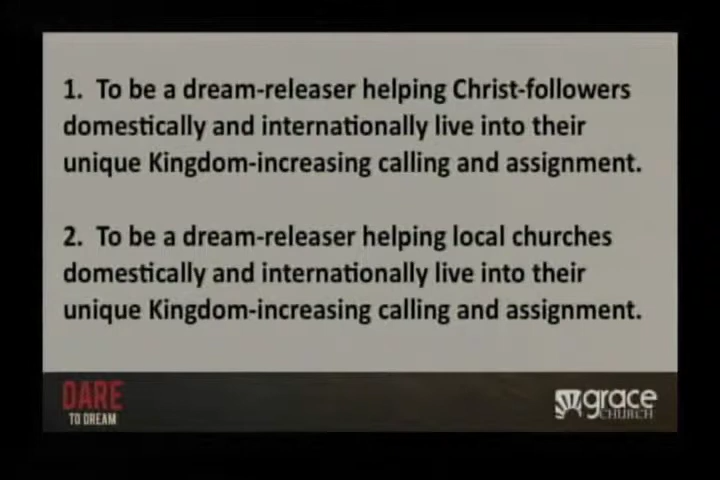 1. To be a dream-releaser helping Christ-followers
domestically and internationally live into their
unique Kingdom-increasing calling and assignment.
2. To be a dream-releaser helping local churches
domestically and internationally live into their
unique Kingdom-increasing calling and assignment.
DARE
TO DREAM
grace
CHURCH